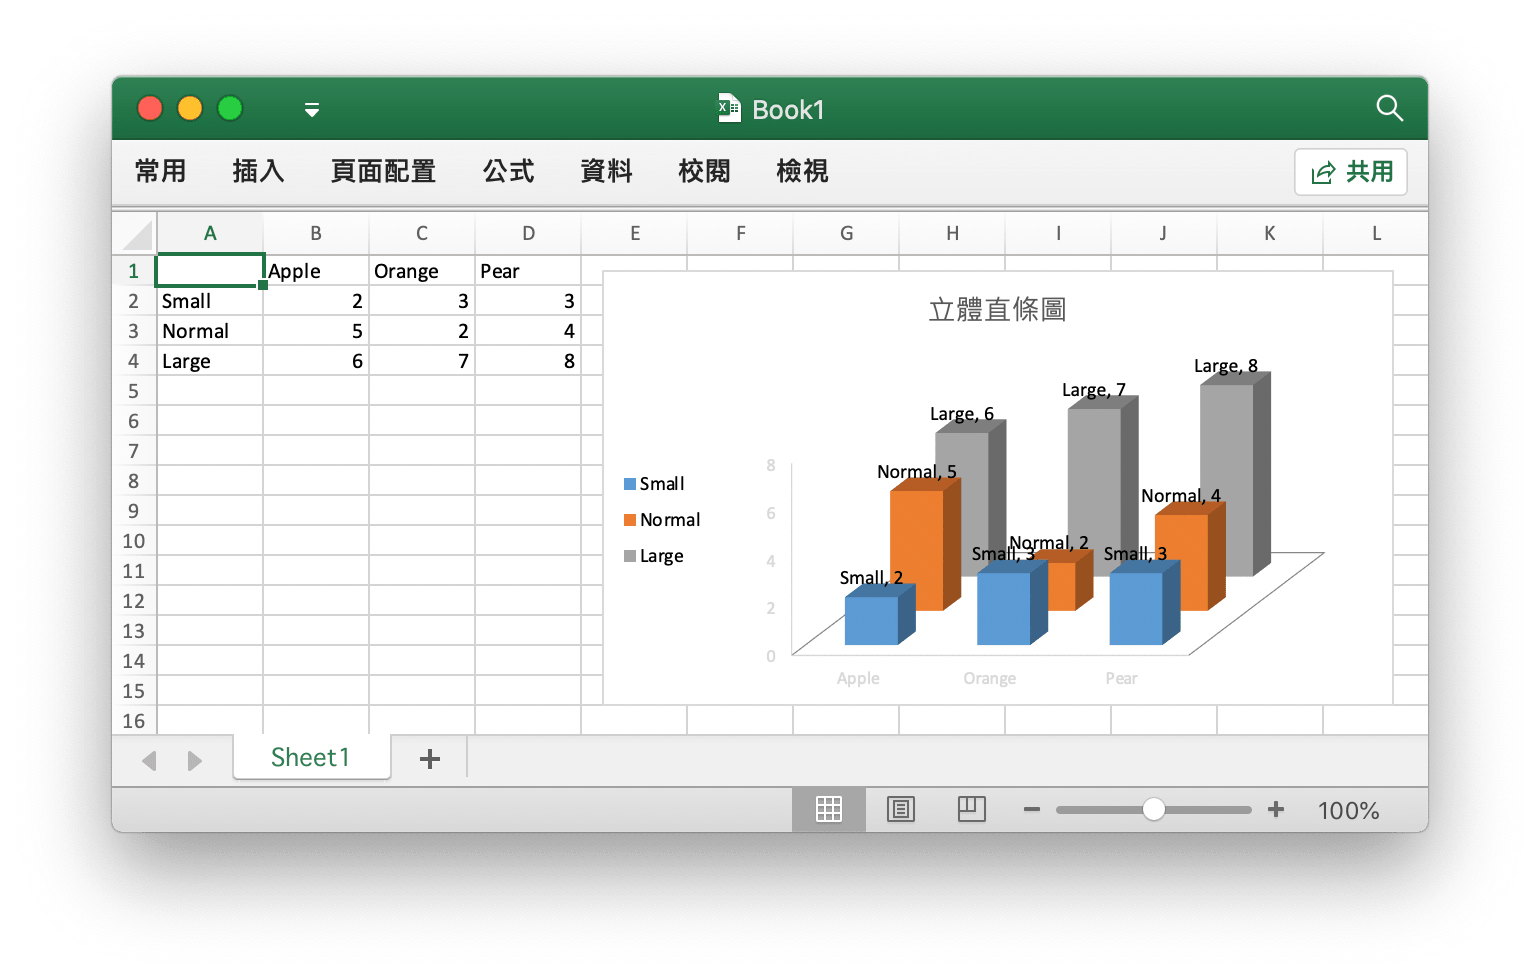 Book1
常用 插入 頁面配置 公式 資料 校閱 檢視 共用
A B C D E F G H I J K L
1 Apple Orange Pear
2 Small 2 3 3
3 Normal 5 2 4
4 Large 6 7 8
5
6
7
8
9
10
11
12
13
14
15
16
立體直條圖
Large, 8
Large, 7
Large, 6
Normal, 5
Normal, 4
Normal, 2
Small, 3
Small, 3
Small, 2
Small
Normal
Large
8
6
4
2
0
Apple Orange Pear
Sheet1
100%